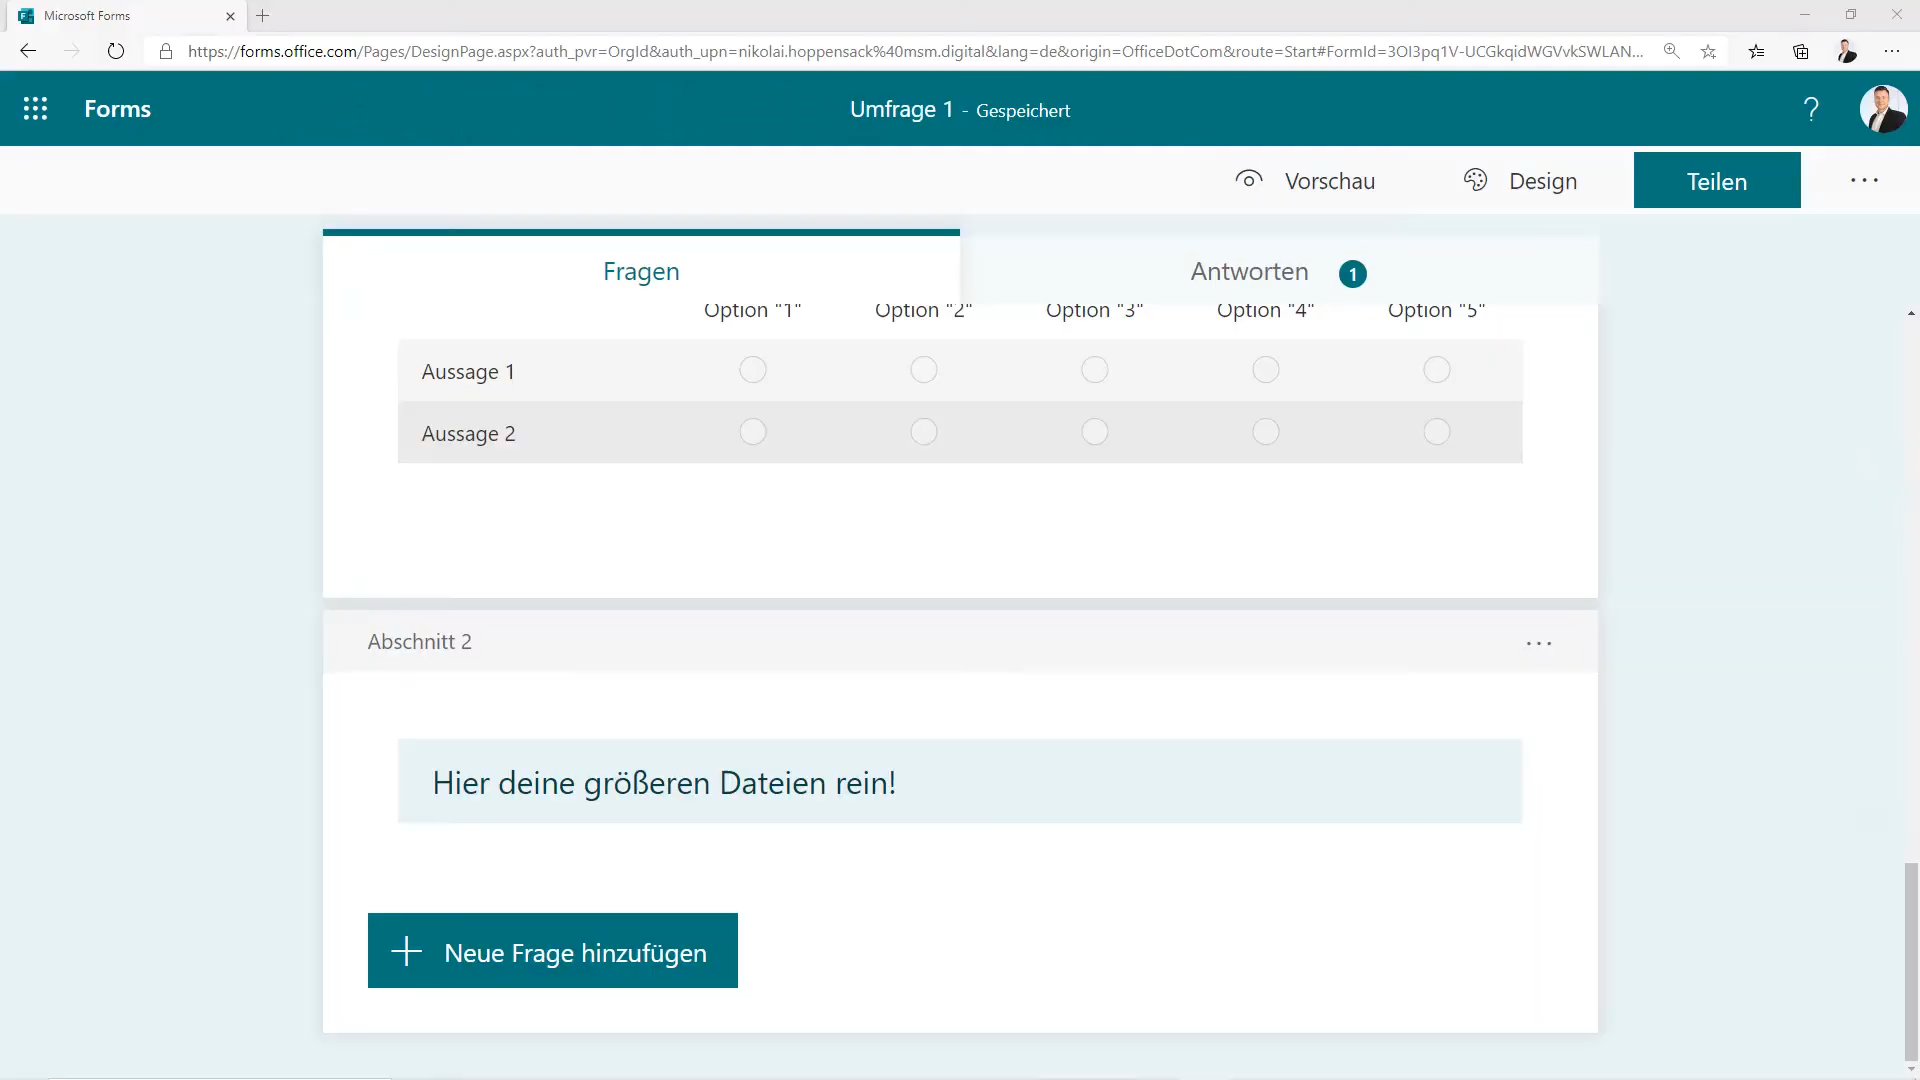 Microsoft Forms
https://forms.office.com/Pages/DesignPage.aspx?auth_pvr=OrgId&auth_upn=nikolai.hoppensack%40msm.digital&lang=de&origin=OfficeDotCom&route=Start#FormId=3OI3pq1V-UCGkqidWGVvkSWLAN...
Forms
Umfrage 1 - Gespeichert
?
Vorschau
Design
Teilen
Fragen
Antworten 1
Option "1" Option "2" Option "3" Option "4" Option "5"
Aussage 1
Aussage 2
Abschnitt 2
Hier deine größeren Dateien rein!
Neue Frage hinzufügen